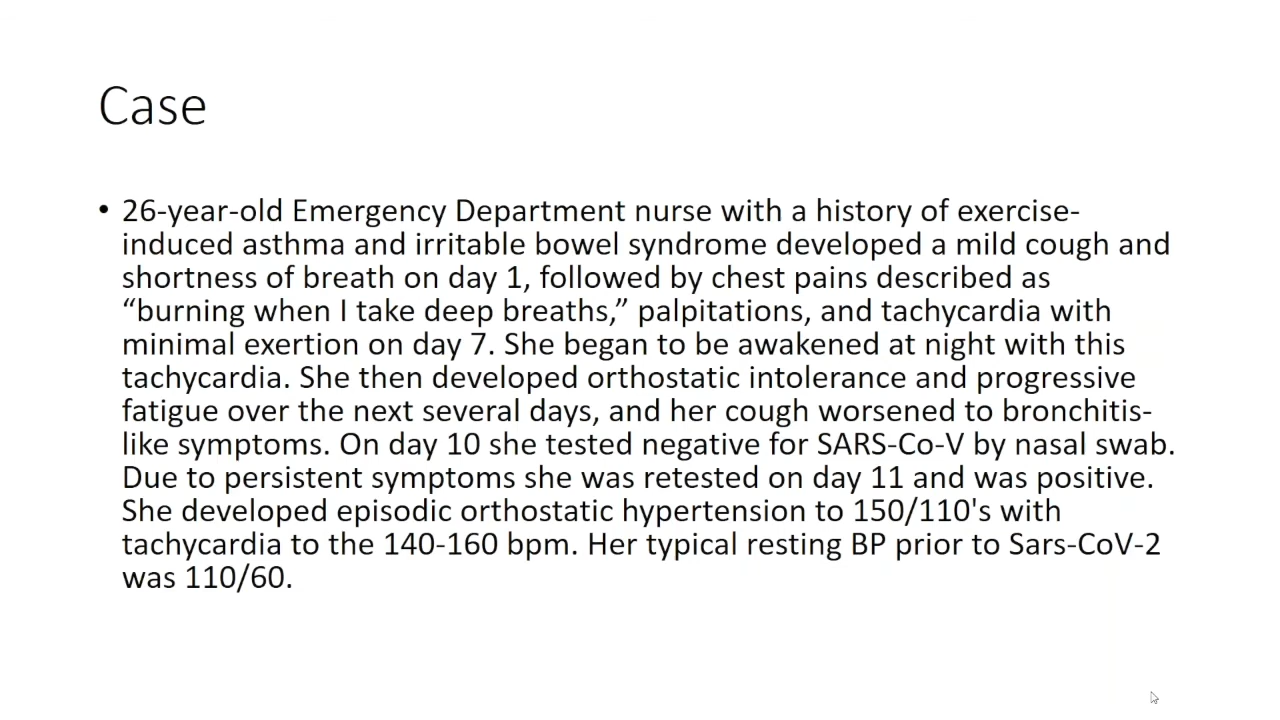 Case
• 26-year-old Emergency Department nurse with a history of exercise-
induced asthma and irritable bowel syndrome developed a mild cough and
shortness of breath on day 1, followed by chest pains described as
“burning when I take deep breaths,” palpitations, and tachycardia with
minimal exertion on day 7. She began to be awakened at night with this
tachycardia. She then developed orthostatic intolerance and progressive
fatigue over the next several days, and her cough worsened to bronchitis-
like symptoms. On day 10 she tested negative for SARS-Co-V by nasal swab.
Due to persistent symptoms she was retested on day 11 and was positive.
She developed episodic orthostatic hypertension to 150/110's with
tachycardia to the 140-160 bpm. Her typical resting BP prior to Sars-CoV-2
was 110/60.